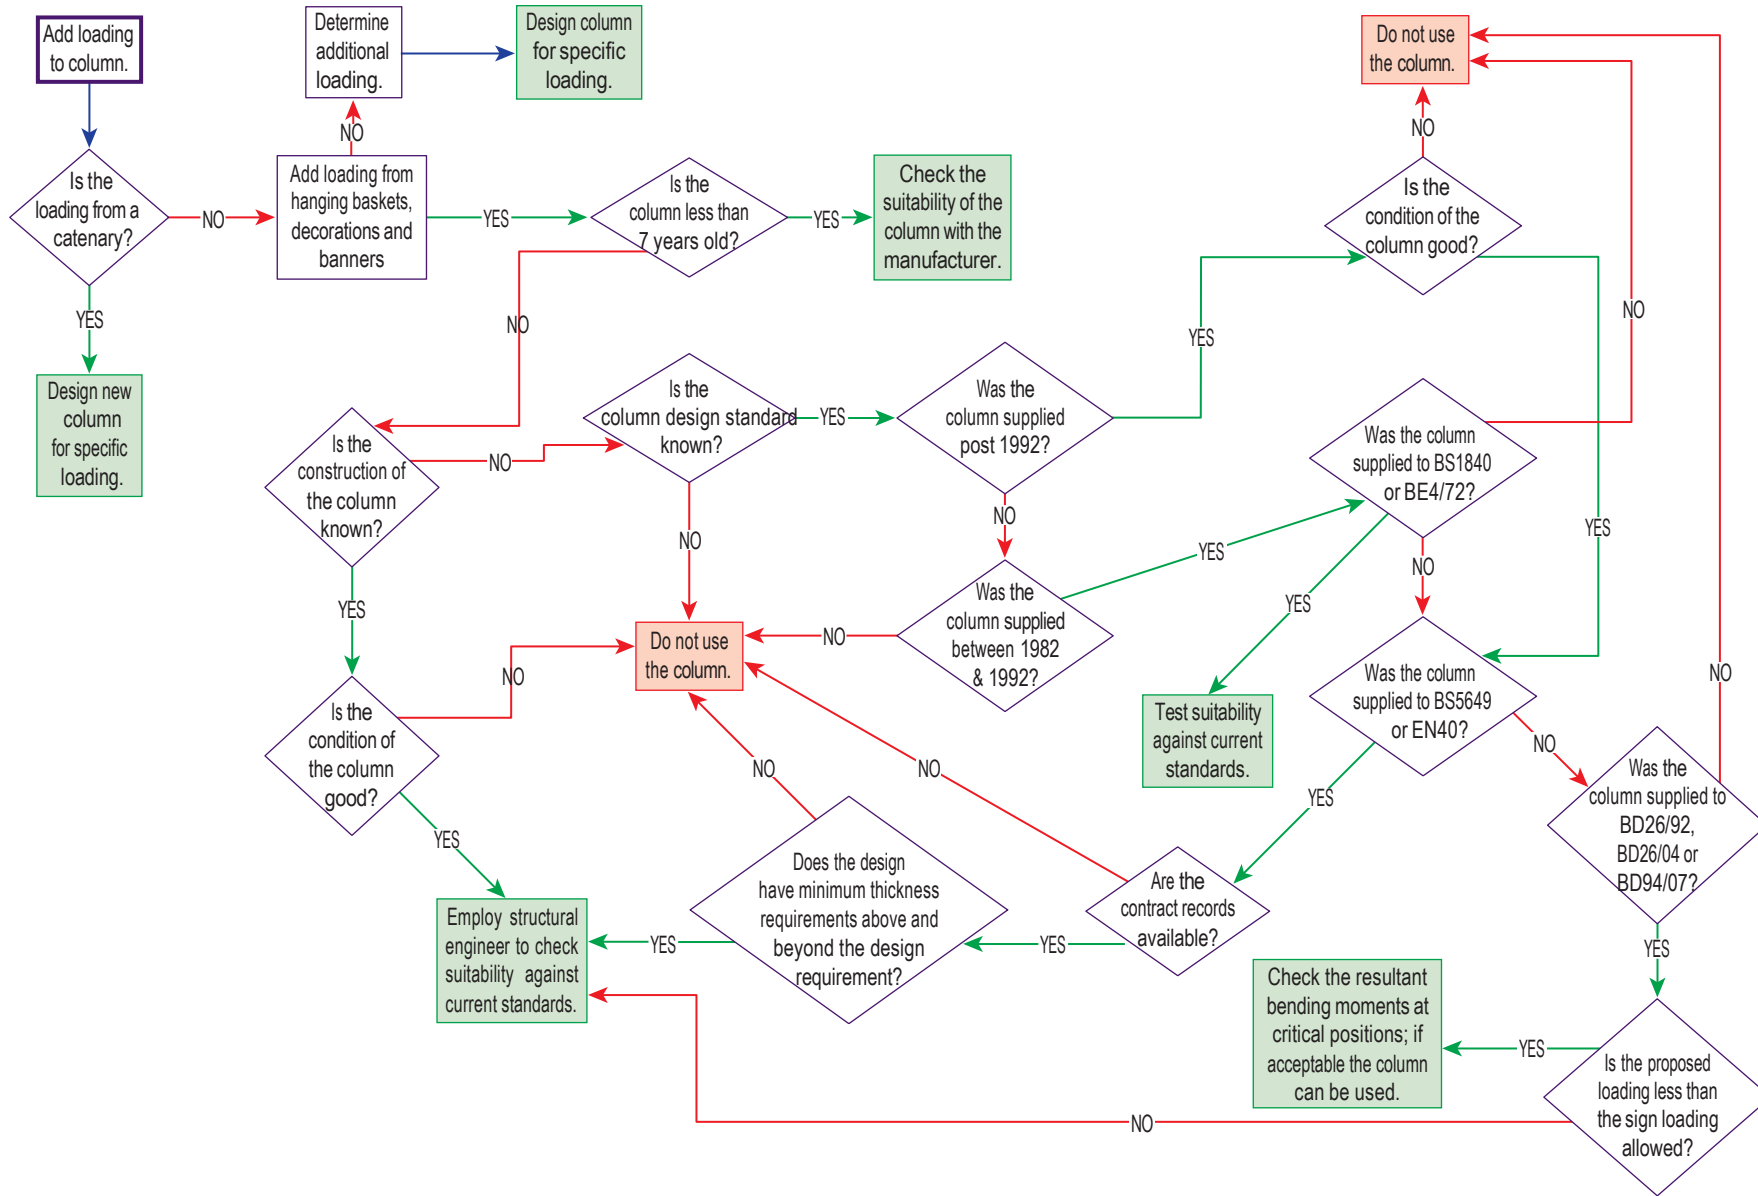 Add loading
to column.
Determine
additional
loading.
Design column
for specific
loading.
Do not use
the column.
NO
NO
Is the
loading from a
catenary?
NO
Add loading from
hanging baskets,
decorations and
banners
YES
Is the
column less than
7 years old?
YES
Check the
suitability of the
column with the
manufacturer.
Is the
condition of the
column good?
YES
NO
YES
NO
Design new
column
for specific
loading.
Is the
column design standard
known?
YES
Was the
column supplied
post 1992?
Is the
construction of
the column
known?
NO
Was the column
supplied to BS1840
or BE4/72?
NO
NO
YES
YES
NO
YES
YES
Was the
column supplied
between 1982
& 1992?
NO
Do not use
the column.
NO
Was the column
supplied to BS5649
or EN40?
NO
Test suitability
against current
standards.
NO
Is the
condition of
the column
good?
NO
NO
YES
Was the
column supplied to
BD26/92,
BD26/04 or
BD94/07?
YES
Does the design
have minimum thickness
requirements above and
beyond the design
requirement?
Are the
contract records
available?
Employ structural
engineer to check
suitability against
current standards.
YES
YES
YES
Check the resultant
bending moments at
critical positions; if
acceptable the column
can be used.
YES
Is the proposed
loading less than
the sign loading
allowed?
NO